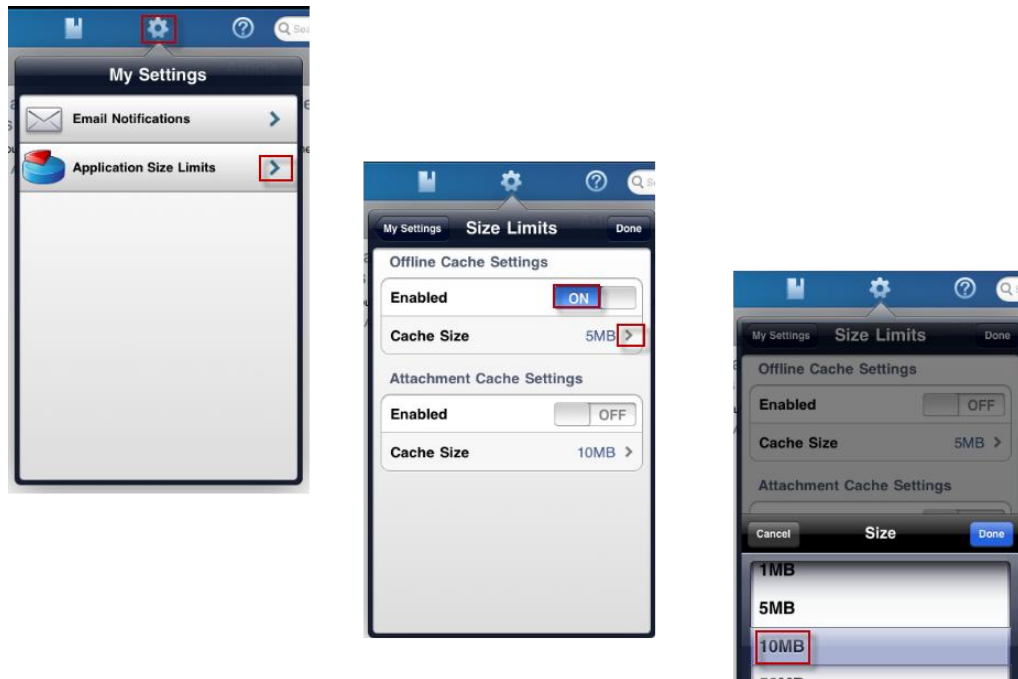 My Settings
Email Notifications
Application Size Limits
My Settings Size Limits Done
Offline Cache Settings
Enabled ON
Cache Size 5MB
Attachment Cache Settings
Enabled OFF
Cache Size 10MB
My Settings Size Limits Done
Offline Cache Settings
Enabled OFF
Cache Size 5MB
Attachment Cache Settings
Cancel Size Done
1MB
5MB
10MB